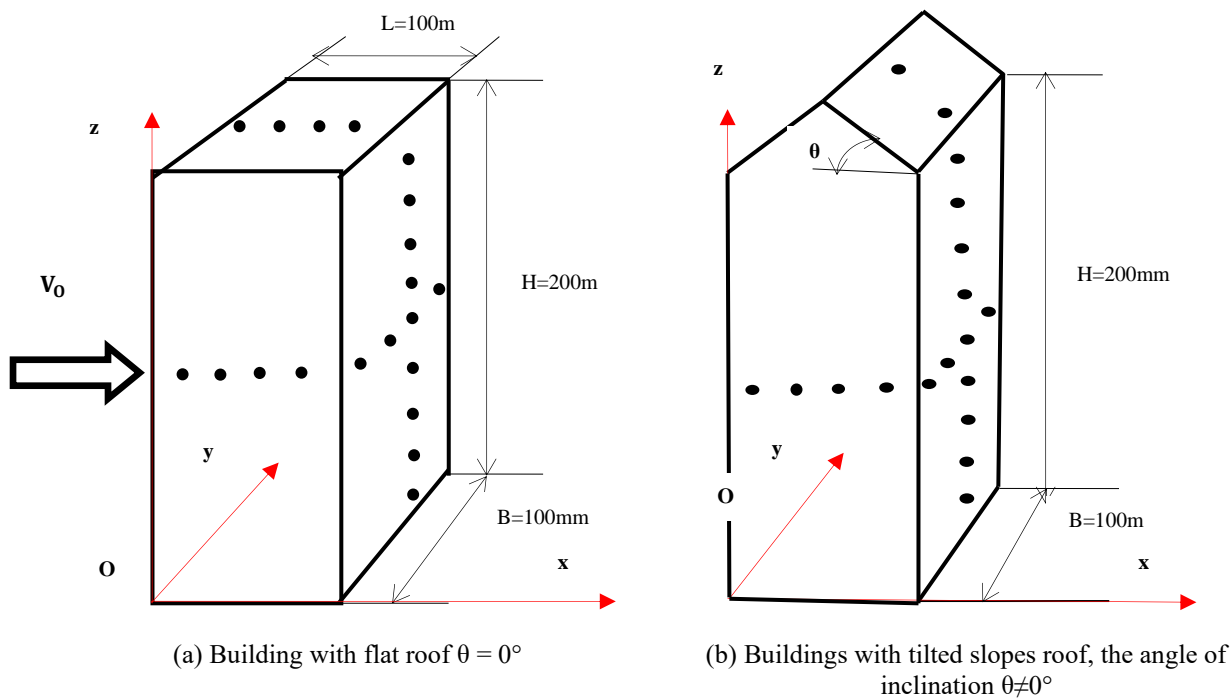 L=100m
z
V₀
H=200m
y
B=100mm
O
x
(a) Building with flat roof θ = 0°
z
θ
H=200mm
y
O
B=100m
x
(b) Buildings with tilted slopes roof, the angle of
inclination θ≠0°